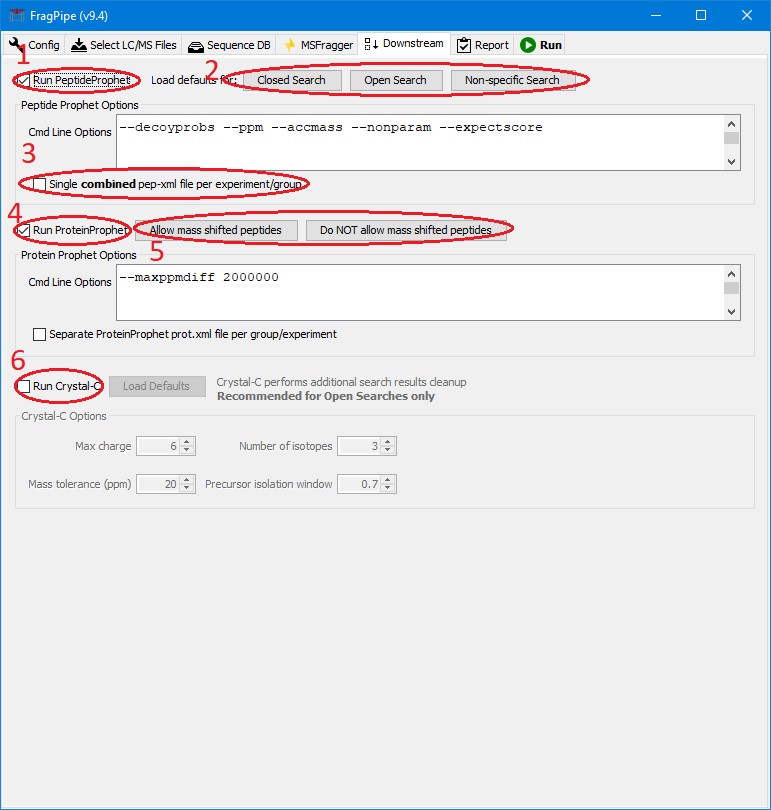 FragPipe (v9.4)
Config Select LC/MS Files Sequence DB MSFragger Downstream Report Run
1 2
Run PeptideProphet Load defaults for: Closed Search Open Search Non-specific Search
Peptide Prophet Options
Cmd Line Options --decoyprobs --ppm --accmass --nonparam --expectscore
3
Single combined pep-xml file per experiment/group
4
Run ProteinProphet Allow mass shifted peptides Do NOT allow mass shifted peptides
5
Protein Prophet Options
Cmd Line Options --maxppmdiff 2000000
Separate ProteinProphet prot.xml file per group/experiment
6
Run Crystal-C Load Defaults Crystal-C performs additional search results cleanup
Recommended for Open Searches only
Crystal-C Options
Max charge 6 Number of isotopes 3
Mass tolerance (ppm) 20 Precursor isolation window 0.7